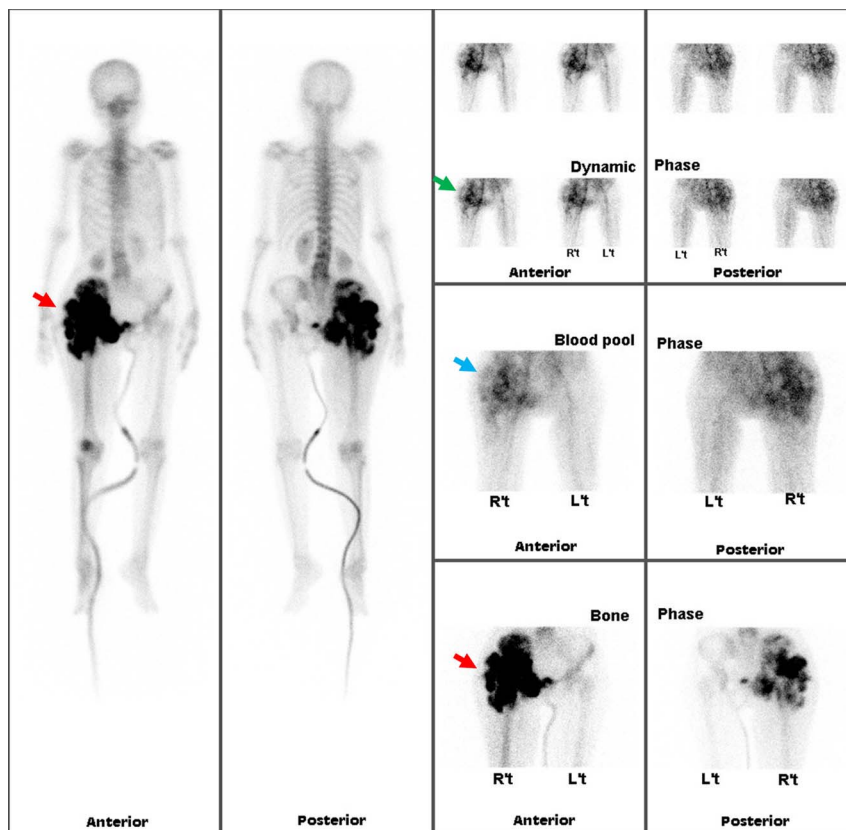 Anterior
Posterior
Dynamic
Phase
R't L't
L't R't
Anterior
Posterior
Blood pool
Phase
R't L't
L't R't
Anterior
Posterior
Bone
Phase
R't L't
L't R't
Anterior
Posterior